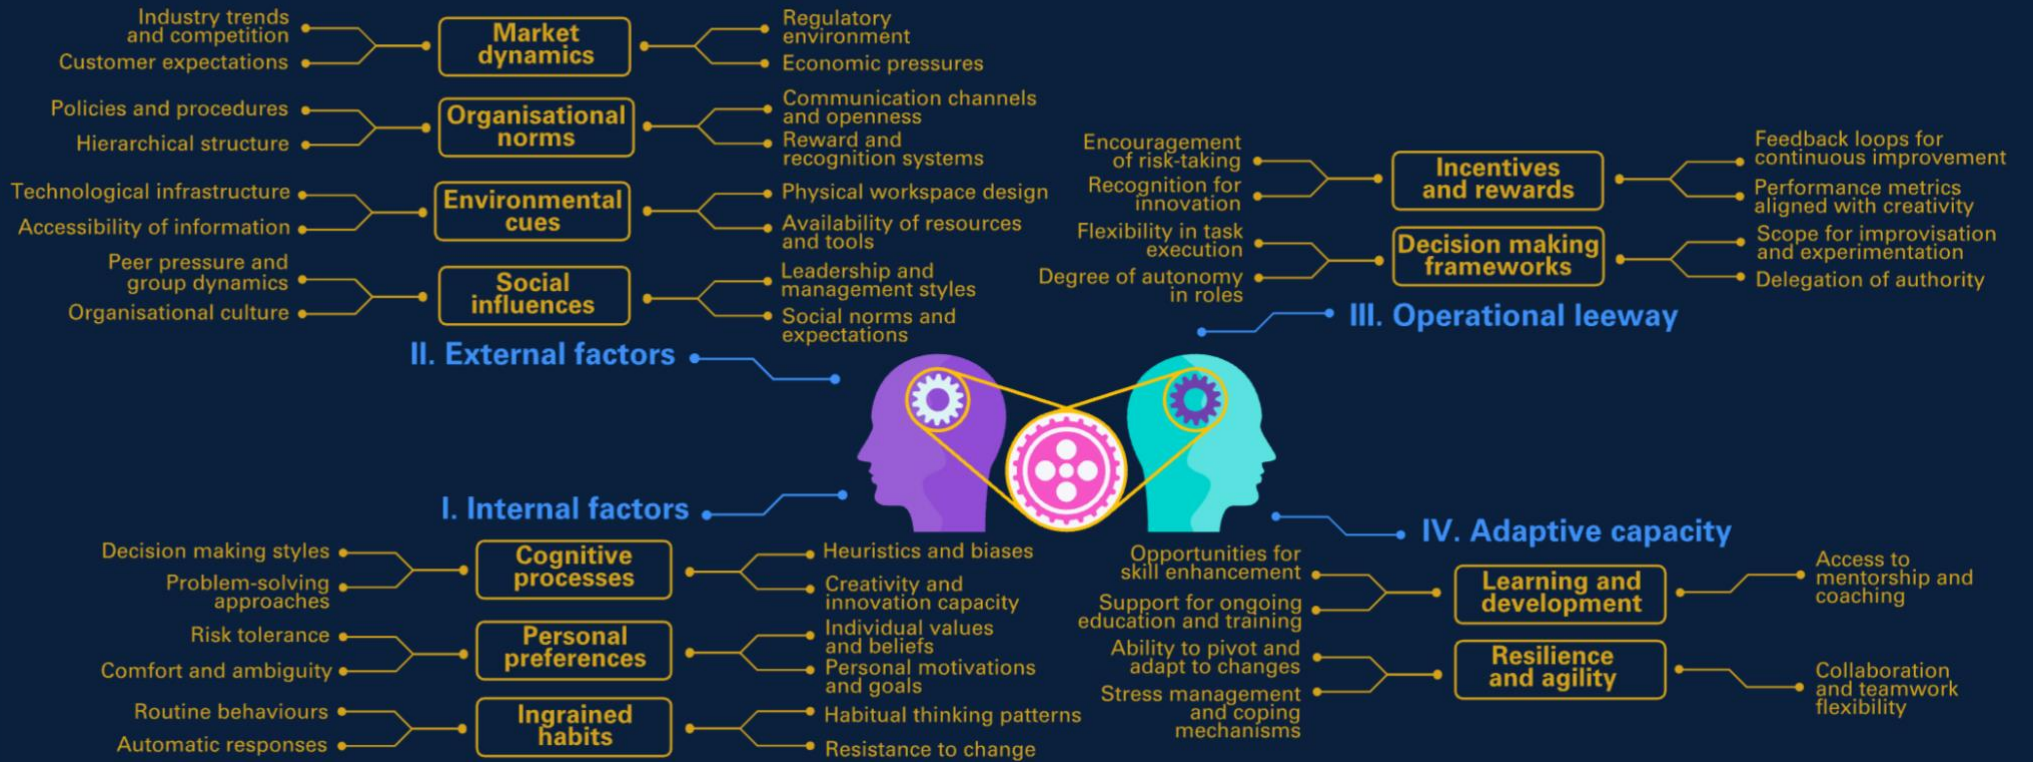 Industry trends
and competition
Customer expectations
Market
dynamics
Regulatory
environment
Economic pressures
Policies and procedures
Hierarchical structure
Organisational
norms
Communication channels
and openness
Reward and
recognition systems
Technological infrastructure
Accessibility of information
Environmental
cues
Physical workspace design
Availability of resources
and tools
Peer pressure and
group dynamics
Organisational culture
Social
influences
Leadership and
management styles
Social norms and
expectations
II. External factors
Encouragement
of risk-taking
Recognition for
innovation
Incentives
and rewards
Feedback loops for
continuous improvement
Performance metrics
aligned with creativity
Flexibility in task
execution
Degree of autonomy
in roles
Decision making
frameworks
Scope for improvisation
and experimentation
Delegation of authority
III. Operational leeway
I. Internal factors
Decision making styles
Problem-solving
approaches
Cognitive
processes
Heuristics and biases
Creativity and
innovation capacity
Risk tolerance
Comfort and ambiguity
Personal
preferences
Individual values
and beliefs
Personal motivations
and goals
Routine behaviours
Automatic responses
Ingrained
habits
Habitual thinking patterns
Resistance to change
IV. Adaptive capacity
Opportunities for
skill enhancement
Support for ongoing
education and training
Learning and
development
Access to
mentorship and
coaching
Ability to pivot and
adapt to changes
Stress management
and coping
mechanisms
Resilience
and agility
Collaboration
and teamwork
flexibility